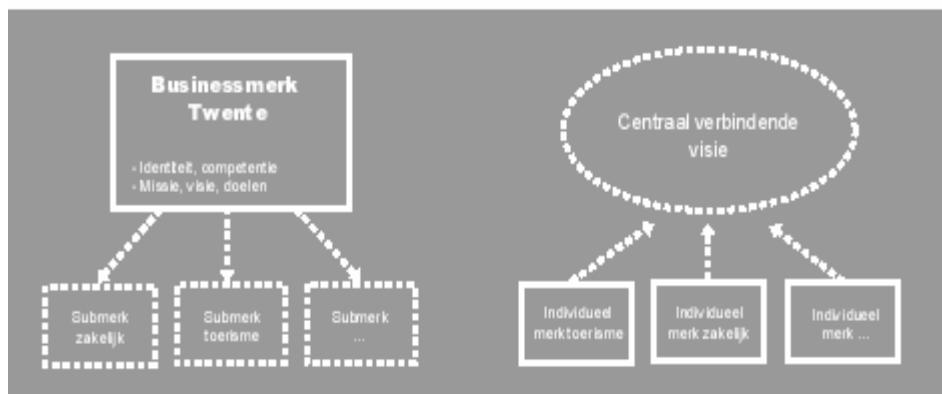 Businessmerk
Twente
- Identiteit, competentie
- Missie, visie, doelen
Submerk
zakelijk
Submerk
toerisme
Submerk
...
Centraal verbindende
visie
Individueel
merktoerisme
Individueel
merk zakelijk
Individueel
merk ...